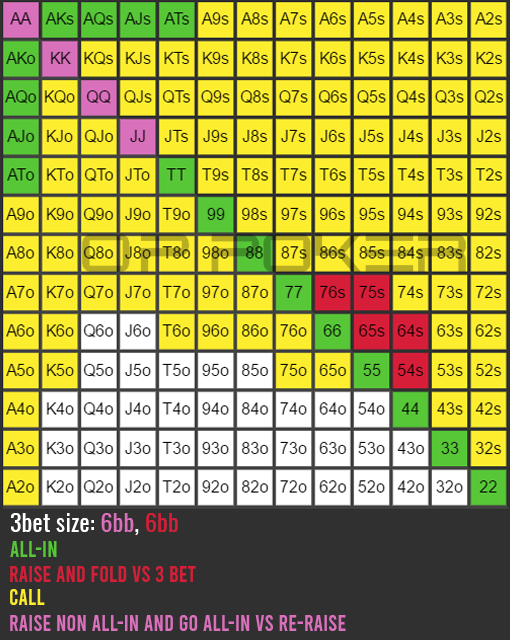 AA AKs AQs AJs ATs A9s A8s A7s A6s A5s A4s A3s A2s
AKo KK KQs KJs KTs K9s K8s K7s K6s K5s K4s K3s K2s
AQo KQo QQ QJs QTs Q9s Q8s Q7s Q6s Q5s Q4s Q3s Q2s
AJo KJo QJo JJ JTs J9s J8s J7s J6s J5s J4s J3s J2s
ATo KTo QTo JTo TT T9s T8s T7s T6s T5s T4s T3s T2s
A9o K9o Q9o J9o T9o 99 98s 97s 96s 95s 94s 93s 92s
A8o K8o Q8o J8o T8o 98o 88 87s 86s 85s 84s 83s 82s
OP POKER
A7o K7o Q7o J7o T7o 97o 87o 77 76s 75s 74s 73s 72s
A6o K6o Q6o J6o T6o 96o 86o 76o 66 65s 64s 63s 62s
A5o K5o Q5o J5o T5o 95o 85o 75o 65o 55 54s 53s 52s
A4o K4o Q4o J4o T4o 94o 84o 74o 64o 54o 44 43s 42s
A3o K3o Q3o J3o T3o 93o 83o 73o 63o 53o 43o 33 32s
A2o K2o Q2o J2o T2o 92o 82o 72o 62o 52o 42o 32o 22
3bet size: 6bb, 6bb
ALL-IN
RAISE AND FOLD VS 3 BET
CALL
RAISE NON ALL-IN AND GO ALL-IN VS RE-RAISE